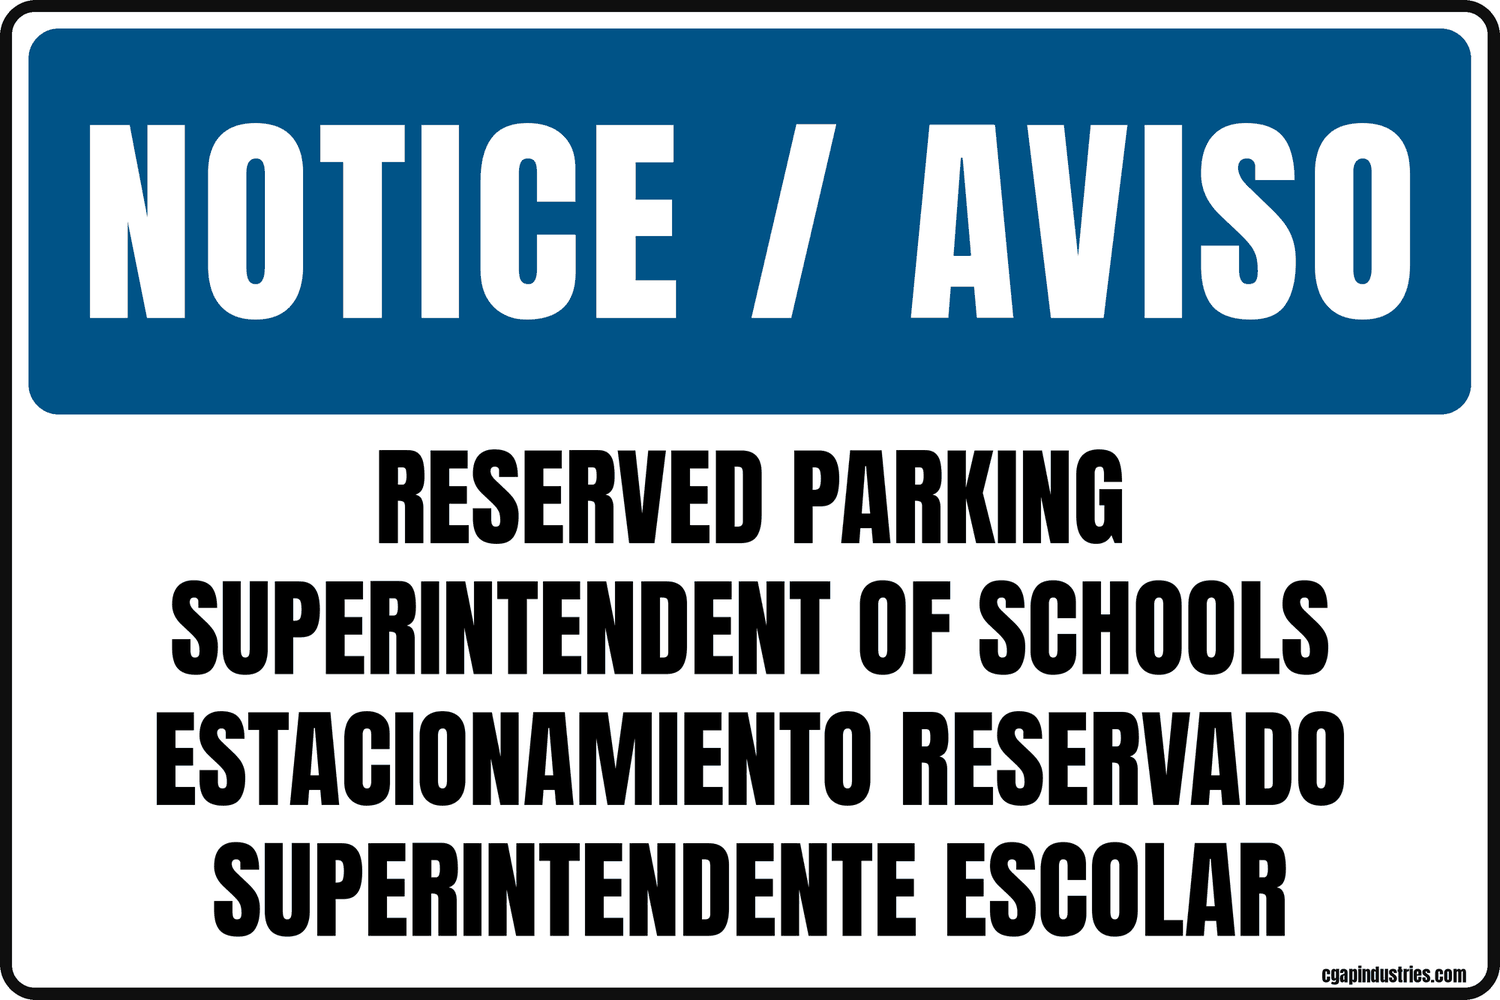 NOTICE / AVISO
RESERVED PARKING
SUPERINTENDENT OF SCHOOLS
ESTACIONAMIENTO RESERVADO
SUPERINTENDENTE ESCOLAR
cgapindustries.com